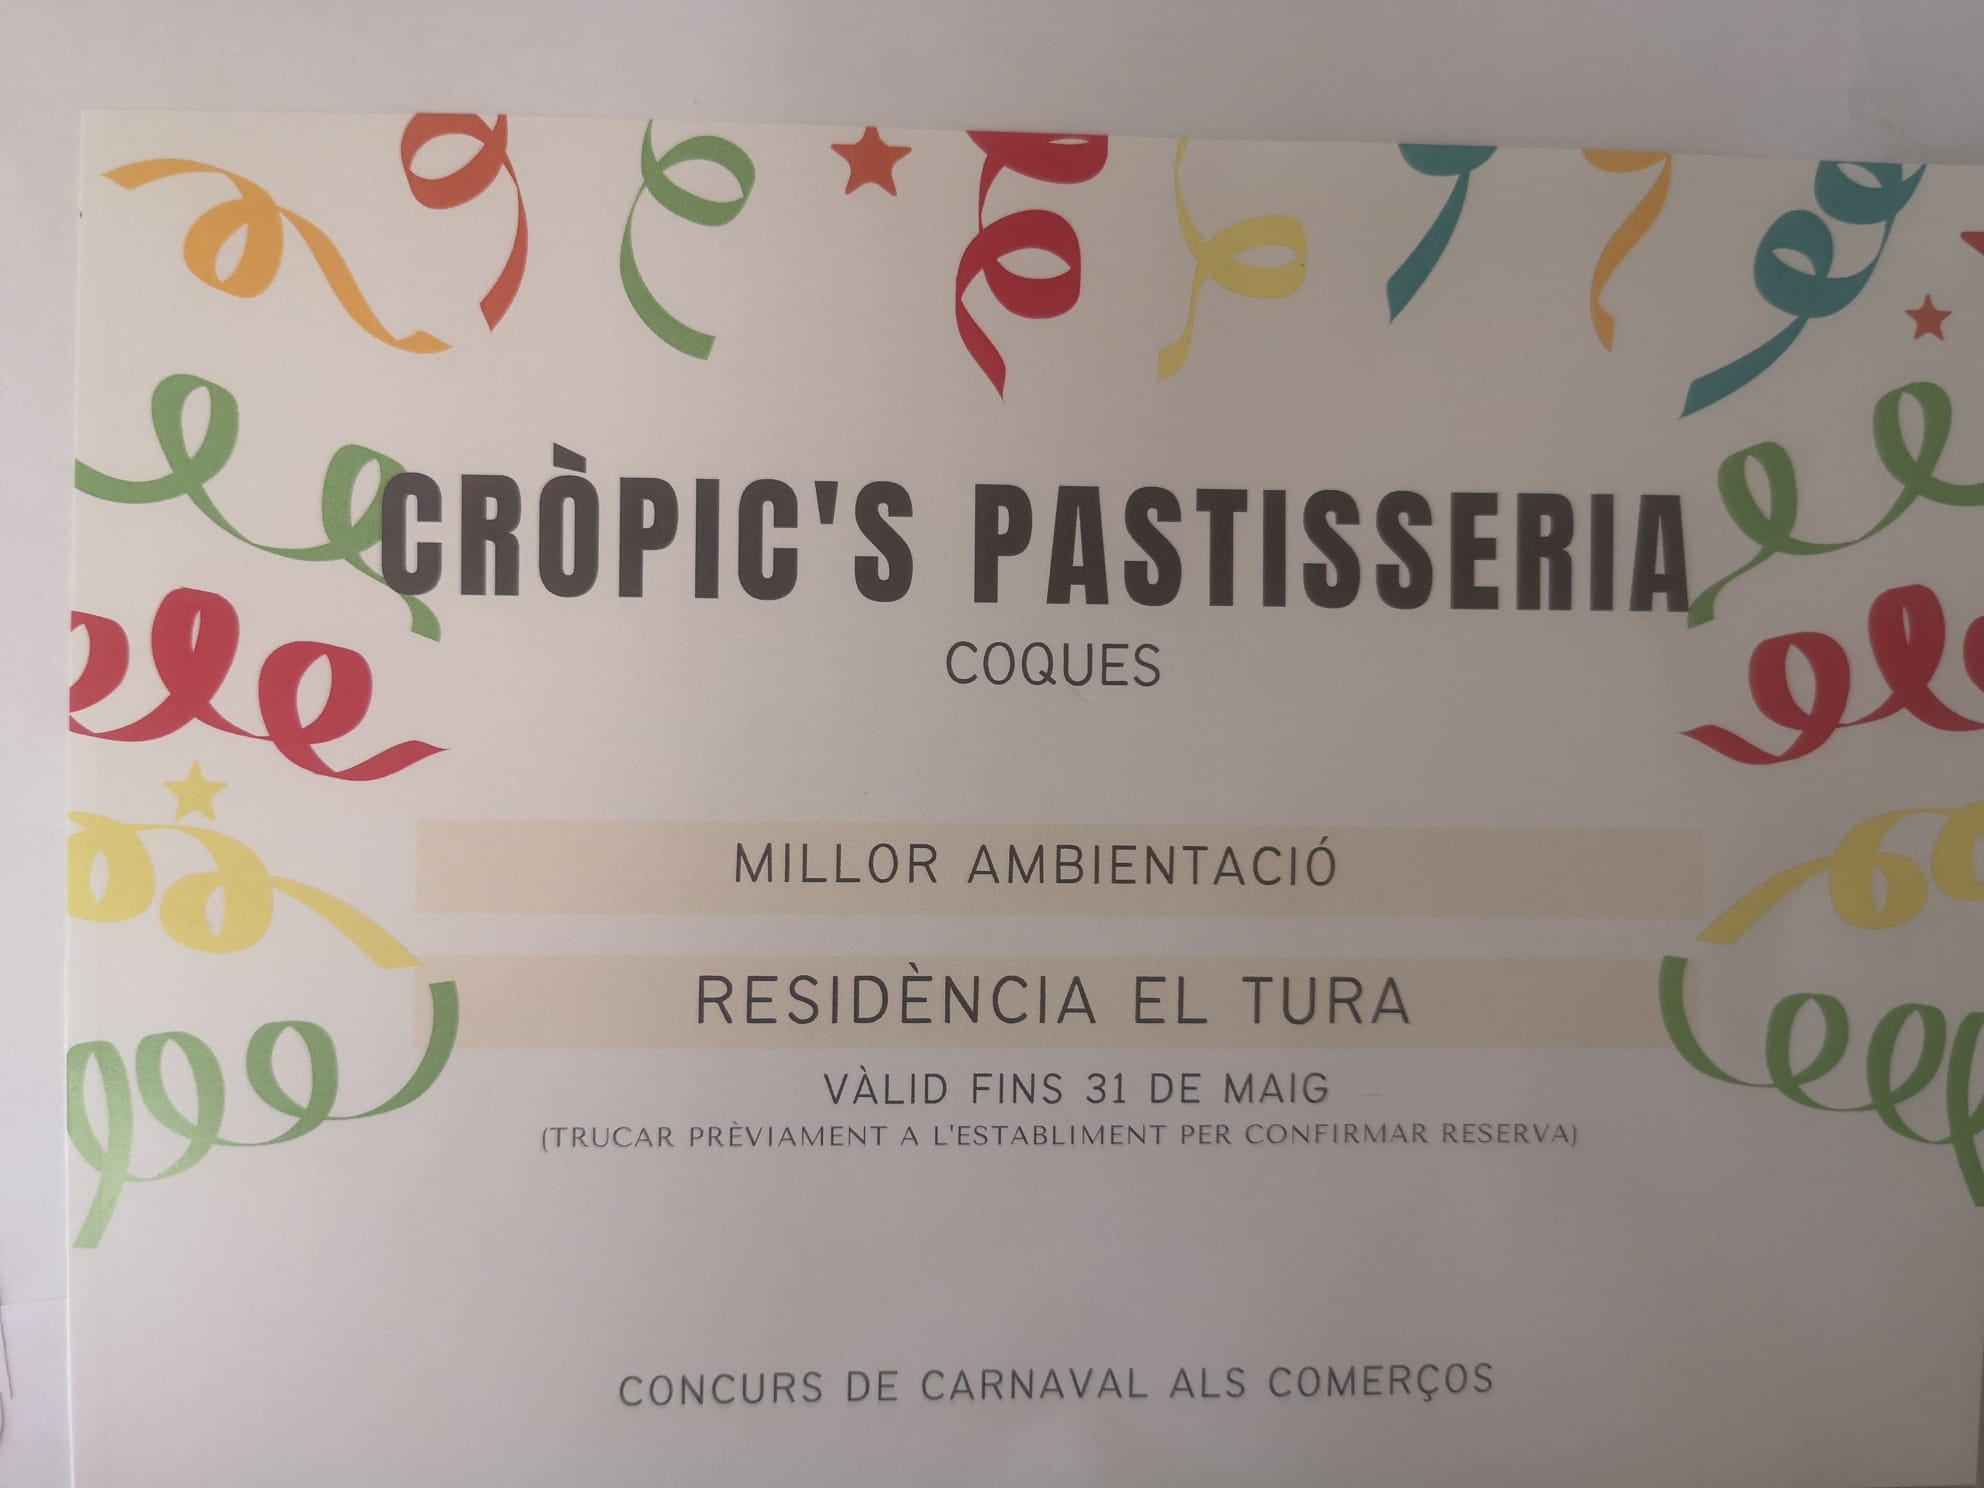 CRÒPIC'S PASTISSERIA
COQUES
MILLOR AMBIENTACIÓ
RESIDÈNCIA EL TURA
VÀLID FINS 31 DE MAIG
(TRUCAR PRÈVIAMENT A L'ESTABLIMENT PER CONFIRMAR RESERVA)
CONCURS DE CARNAVAL ALS COMERÇOS